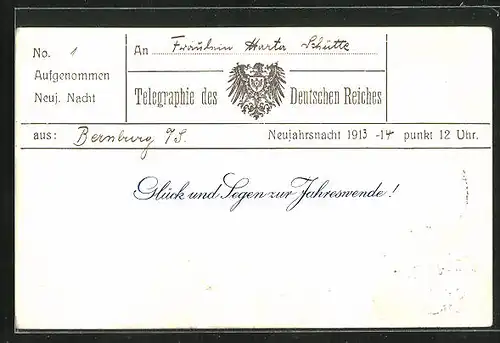 No. 1
An Fräulein Marta Schütte
Aufgenommen
Neuj. Nacht
Telegraphie des Deutschen Reiches
aus: Bernburg a/S. Neujahrsnacht 1913-14 punkt 12 Uhr.
Glück und Segen zur Jahreswende!